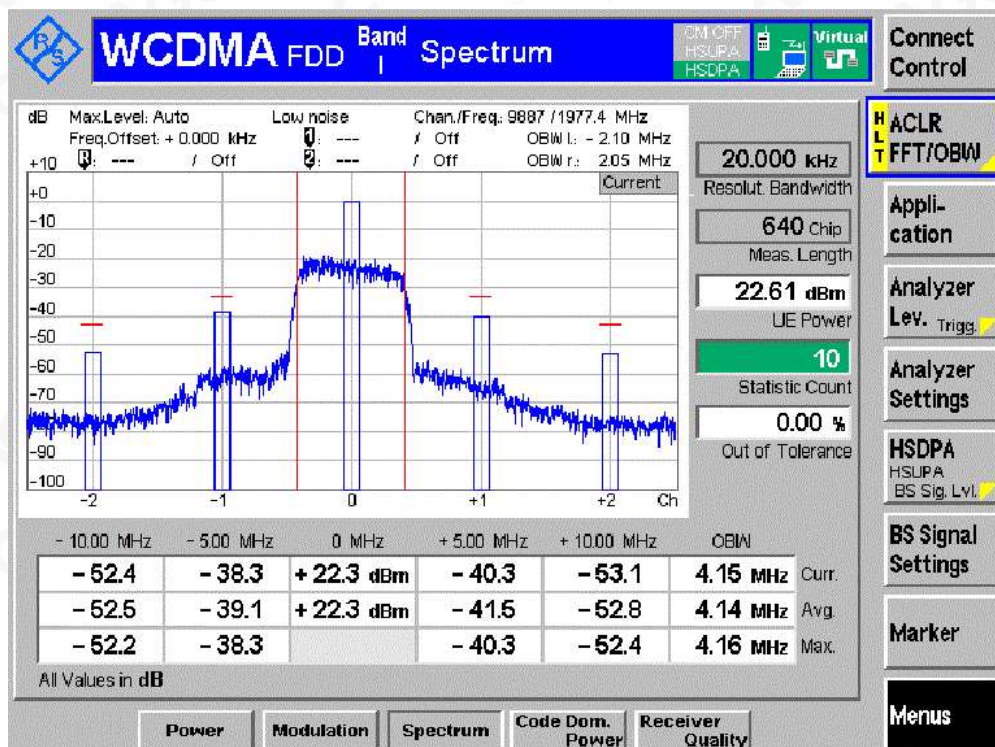 R/S
WCDMA FDD Band I Spectrum
CM OFF
HSUPA
HSDPA
Virtual
Connect Control
dB Max.Level: Auto Low noise Chan./Freq.: 9887 / 1977.4 MHz
Freq.Offset: + 0.000 kHz 1: --- / Off OBW l.: - 2.10 MHz
R: --- / Off 2: --- / Off OBW r.: 2.05 MHz
Current
+10
+0
-10
-20
-30
-40
-50
-60
-70
-90
-100
-2 -1 0 +1 +2 Ch
20.000 kHz
Resolut. Bandwidth
640 Chip
Meas. Length
22.61 dBm
UE Power
10
Statistic Count
0.00 %
Out of Tolerance
- 10.00 MHz - 5.00 MHz 0 MHz + 5.00 MHz + 10.00 MHz OBW
- 52.4 - 38.3 + 22.3 dBm - 40.3 - 53.1 4.15 MHz Curr.
- 52.5 - 39.1 + 22.3 dBm - 41.5 - 52.8 4.14 MHz Avg.
- 52.2 - 38.3 - 40.3 - 52.4 4.16 MHz Max.
All Values in dB
HLT
ACLR
FFT/OBW
Appli-
cation
Analyzer
Lev. Trigg.
Analyzer
Settings
HSDPA
HSUPA
BS Sig. Lvl.
BS Signal
Settings
Marker
Menus
Power
Modulation
Spectrum
Code Dom.
Power
Receiver
Quality